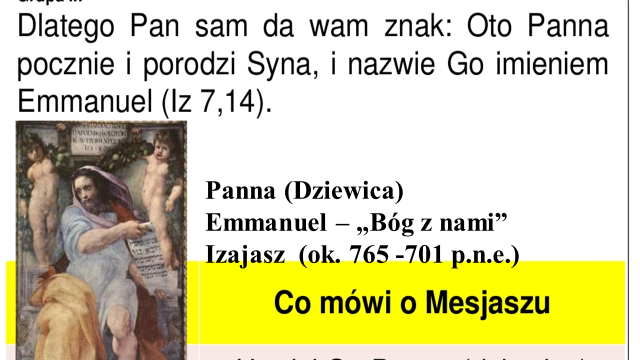 Dlatego Pan sam da wam znak: Oto Panna
pocznie i porodzi Syna, i nazwie Go imieniem
Emmanuel (Iz 7,14).
Panna (Dziewica)
Emmanuel – „Bóg z nami”
Izajasz (ok. 765 -701 p.n.e.)
Co mówi o Mesjaszu